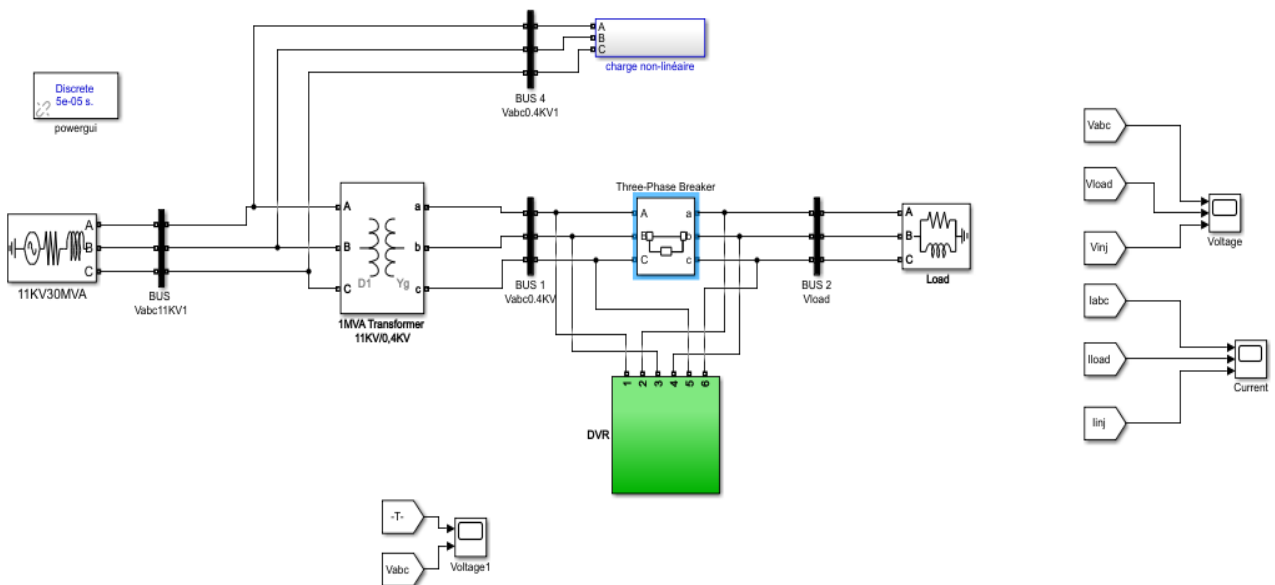 A
B
C
charge non-linéaire
BUS 4
Vabc0.4KV1
Discrete
5e-05 s.
powergui
A
B
C
11KV30MVA
BUS
Vabc11KV1
A
B
C
D1
Yg
a
b
c
1MVA Transformer
11KV/0,4KV
BUS 1
Vabc0.4KV
Three-Phase Breaker
A
B
C
a
b
c
BUS 2
Vload
A
B
C
Load
1
2
3
4
5
6
DVR
Vabc
Vload
Vinj
Voltage
Iabc
Iload
Iinj
Current
-T-
Vabc
Voltage1